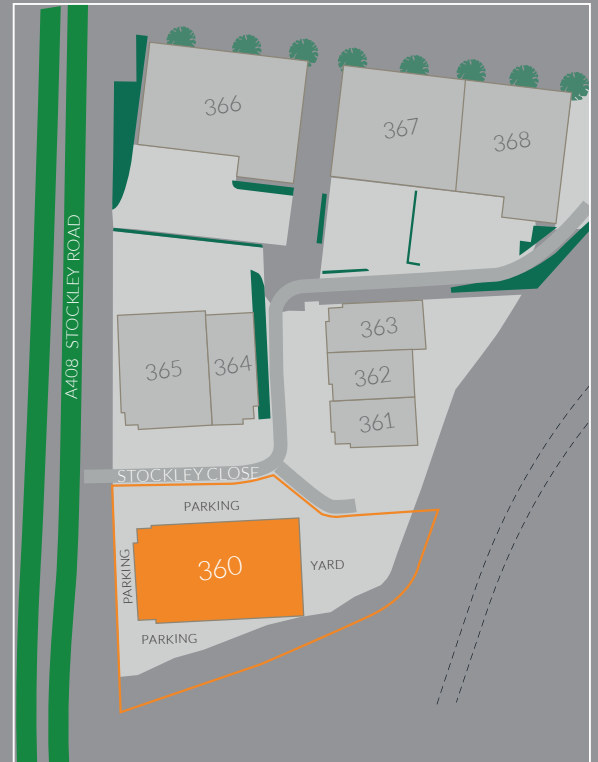 366
367
368
A408 STOCKLEY ROAD
363
365
364
362
361
STOCKLEY CLOSE
PARKING
PARKING
360
YARD
PARKING